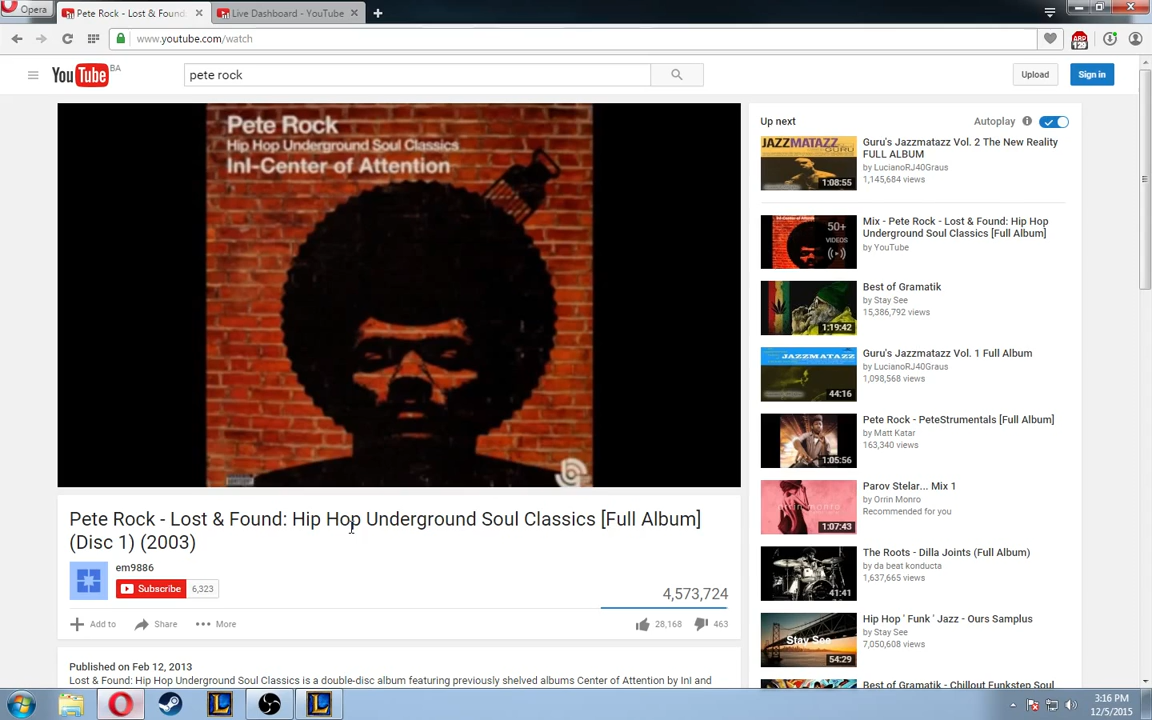 Opera
Pete Rock - Lost & Found:
Live Dashboard - YouTube
www.youtube.com/watch
ABP
129
YouTube BA
pete rock
Upload
Sign in
Pete Rock
Hip Hop Underground Soul Classics
InI-Center of Attention
Up next
Autoplay
JAZZMATAZZ
1:08:55
Guru's Jazzmatazz Vol. 2 The New Reality
FULL ALBUM
by LucianoRJ40Graus
1,145,684 views
50+
VIDEOS
Mix - Pete Rock - Lost & Found: Hip Hop
Underground Soul Classics [Full Album]
by YouTube
1:19:42
Best of Gramatik
by Stay See
15,386,792 views
JAZZMATAZZ
44:16
Guru's Jazzmatazz Vol. 1 Full Album
by LucianoRJ40Graus
1,098,568 views
1:05:56
Pete Rock - PeteStrumentals [Full Album]
by Matt Katar
163,340 views
1:07:43
Parov Stelar... Mix 1
by Orrin Monro
Recommended for you
41:41
The Roots - Dilla Joints (Full Album)
by da beat konducta
1,637,665 views
Stay See
54:29
Hip Hop ' Funk ' Jazz - Ours Samplus
by Stay See
7,050,608 views
Best of Gramatik - Chillout Funkstep Soul
Pete Rock - Lost & Found: Hip Hop Underground Soul Classics [Full Album]
(Disc 1) (2003)
em9886
Subscribe
6,323
4,573,724
Add to
Share
More
28,168
463
Published on Feb 12, 2013
Lost & Found: Hip Hop Underground Soul Classics is a double-disc album featuring previously shelved albums Center of Attention by InI and
3:16 PM
12/5/2015